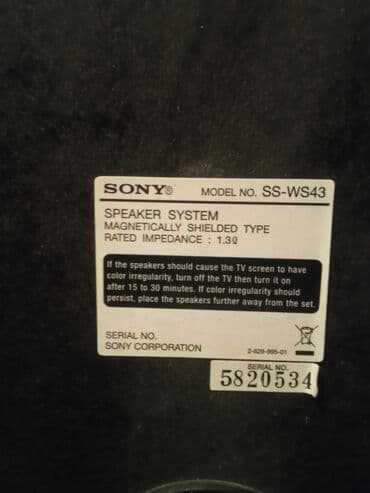 SONY® MODEL NO. SS-WS43
SPEAKER SYSTEM
MAGNETICALLY SHIELDED TYPE
RATED IMPEDANCE : 1.3Ω
If the speakers should cause the TV screen to have
color irregularity, turn off the TV then turn it on
after 15 to 30 minutes. If color irregularity should
persist, place the speakers further away from the set.
SERIAL NO.
SONY CORPORATION
2-629-995-01
SERIAL NO.
5820534